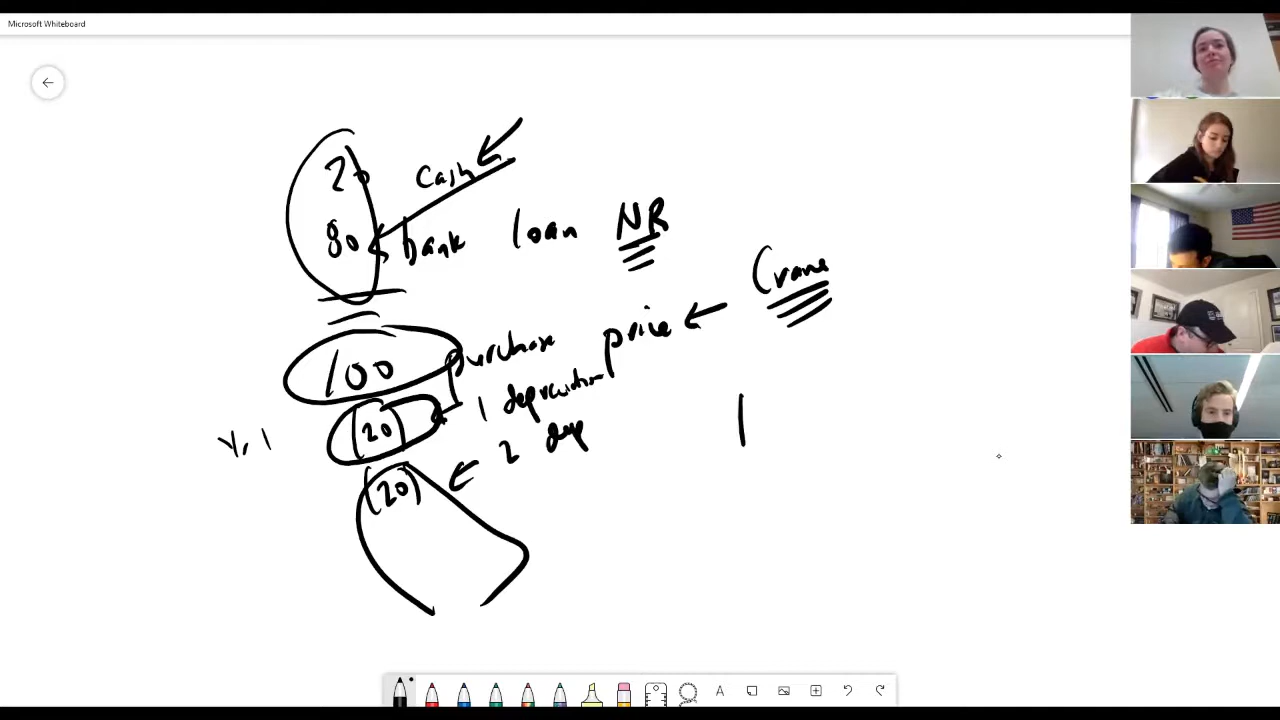 Microsoft Whiteboard
20 Cash
80 bank loan NR
Crane
100 purchase price
Yr 1 (20) 1 depreciation
(20) 2 dep